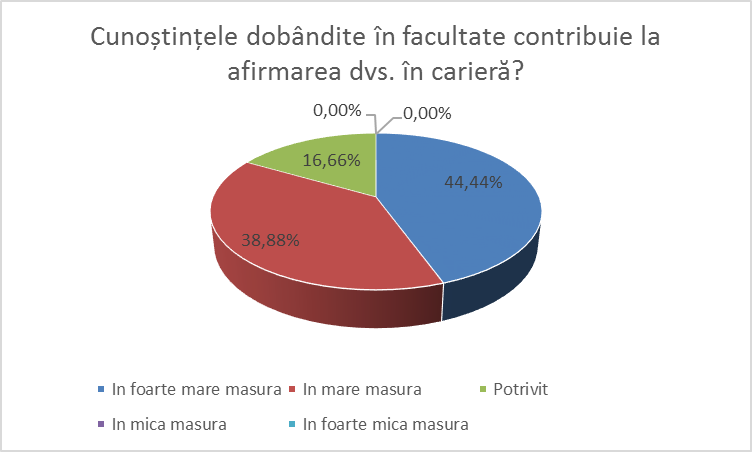 Cunoștințele dobândite în facultate contribuie la
afirmarea dvs. în carieră?
0,00%
0,00%
16,66%
44,44%
38,88%
In foarte mare masura
In mare masura
Potrivit
In mica masura
In foarte mica masura